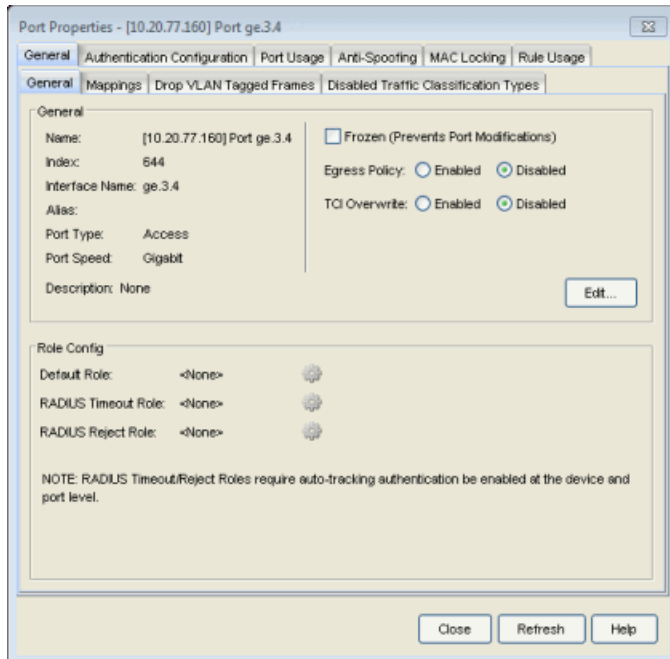 Port Properties - [10.20.77.160] Port ge.3.4
General Authentication Configuration Port Usage Anti-Spoofing MAC Locking Rule Usage
General Mappings Drop VLAN Tagged Frames Disabled Traffic Classification Types
General
Name: [10.20.77.160] Port ge.3.4
Frozen (Prevents Port Modifications)
Index: 644
Egress Policy: Enabled Disabled
Interface Name: ge.3.4
Alias:
TCI Overwrite: Enabled Disabled
Port Type: Access
Port Speed: Gigabit
Description: None
Edit...
Role Config
Default Role: <None>
RADIUS Timeout Role: <None>
RADIUS Reject Role: <None>
NOTE: RADIUS Timeout/Reject Roles require auto-tracking authentication be enabled at the device and
port level.
Close Refresh Help